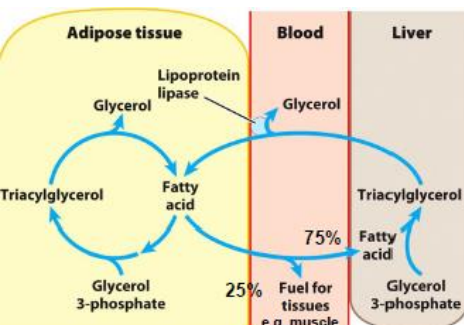 Adipose tissue
Blood
Liver
Lipoprotein
lipase
Glycerol
Glycerol
Triacylglycerol
Fatty
acid
Triacylglycerol
75%
Fatty
acid
Glycerol
3-phosphate
25%
Fuel for
tissues
e.g. muscle
Glycerol
3-phosphate